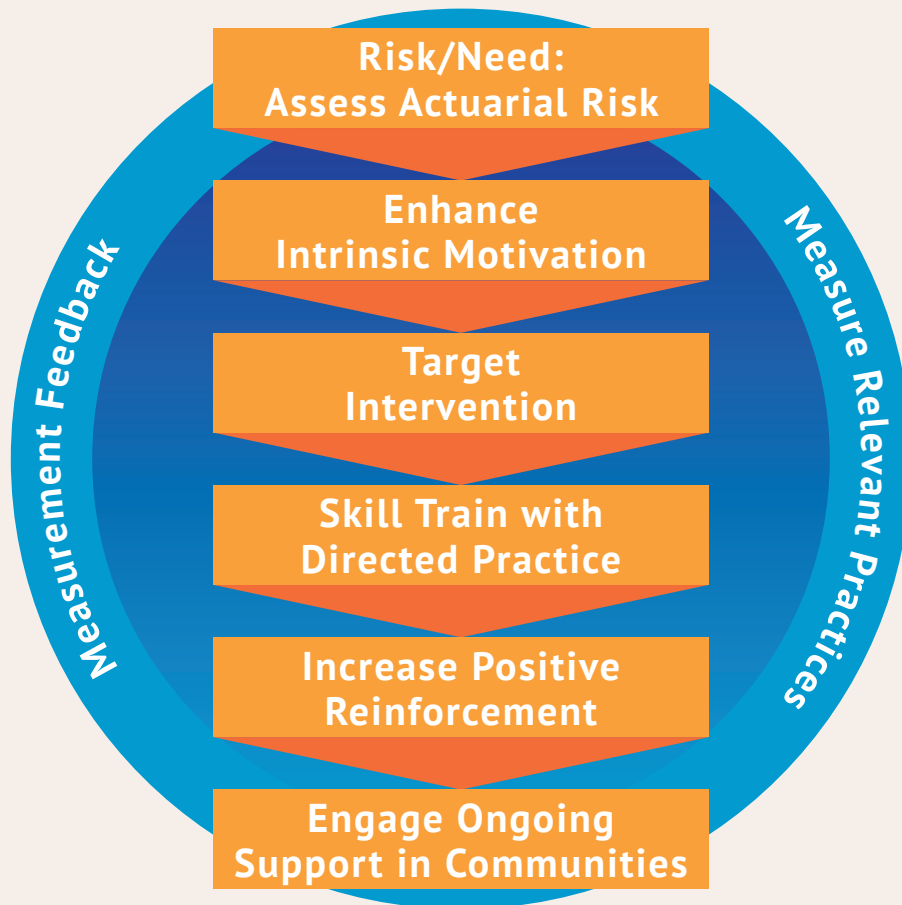 Risk/Need:
Assess Actuarial Risk
Enhance
Intrinsic Motivation
Target
Intervention
Skill Train with
Directed Practice
Increase Positive
Reinforcement
Engage Ongoing
Support in Communities
Measurement Feedback
Measure Relevant Practices